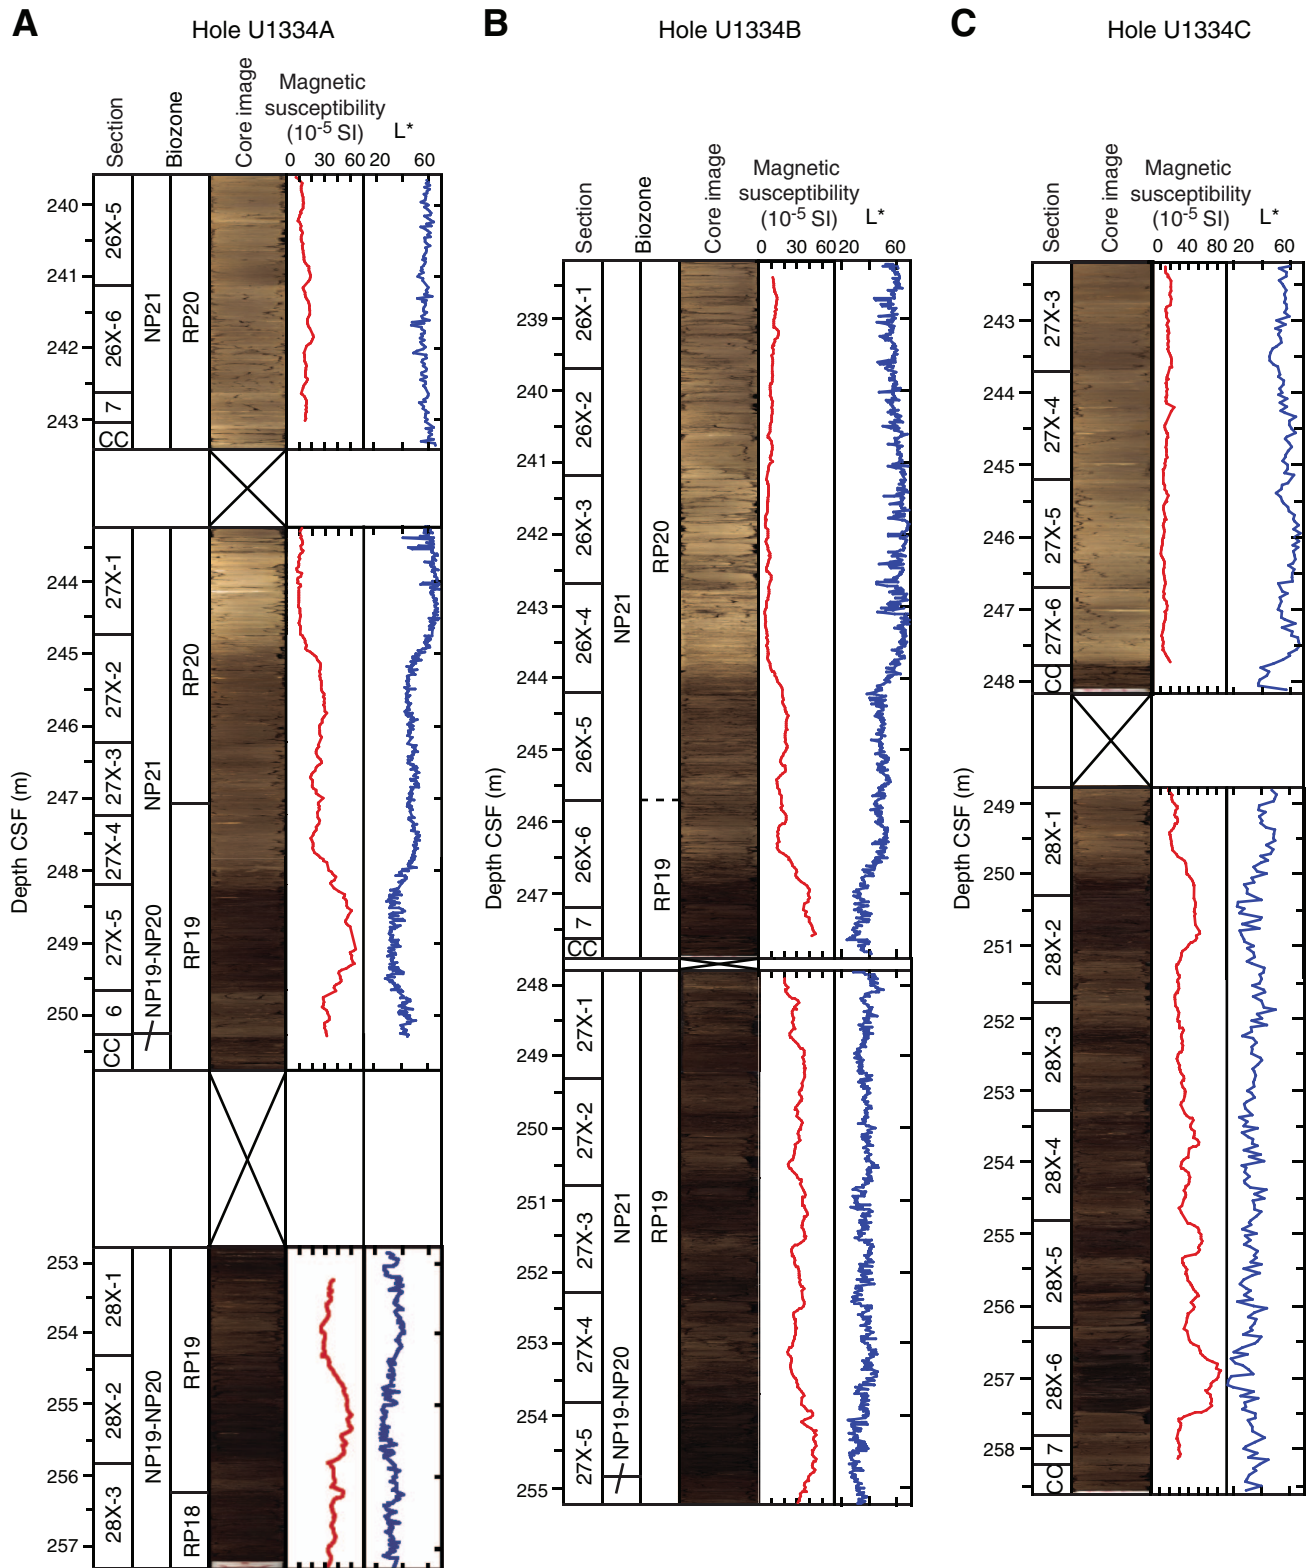 A
Hole U1334A
Section
Biozone
Core image
Magnetic
susceptibility
(10-5 SI)
L*
0 30 60 20 60
Depth CSF (m)
240
241
242
243
244
245
246
247
248
249
250
253
254
255
256
257
26X-5
26X-6
7
CC
27X-1
27X-2
27X-3
27X-4
27X-5
6
CC
28X-1
28X-2
28X-3
NP21
NP21
NP19-NP20
NP19-NP20
RP20
RP20
RP19
RP19
RP18
B
Hole U1334B
Section
Biozone
Core image
Magnetic
susceptibility
(10-5 SI)
L*
0 30 60 20 60
Depth CSF (m)
239
240
241
242
243
244
245
246
247
248
249
250
251
252
253
254
255
26X-1
26X-2
26X-3
26X-4
26X-5
26X-6
7
CC
27X-1
27X-2
27X-3
27X-4
27X-5
NP21
NP21
NP19-NP20
RP20
RP19
RP19
C
Hole U1334C
Section
Core image
Magnetic
susceptibility
(10-5 SI)
L*
0 40 80 20 60
Depth CSF (m)
243
244
245
246
247
248
249
250
251
252
253
254
255
256
257
258
27X-3
27X-4
27X-5
27X-6
CC
28X-1
28X-2
28X-3
28X-4
28X-5
28X-6
7
CC